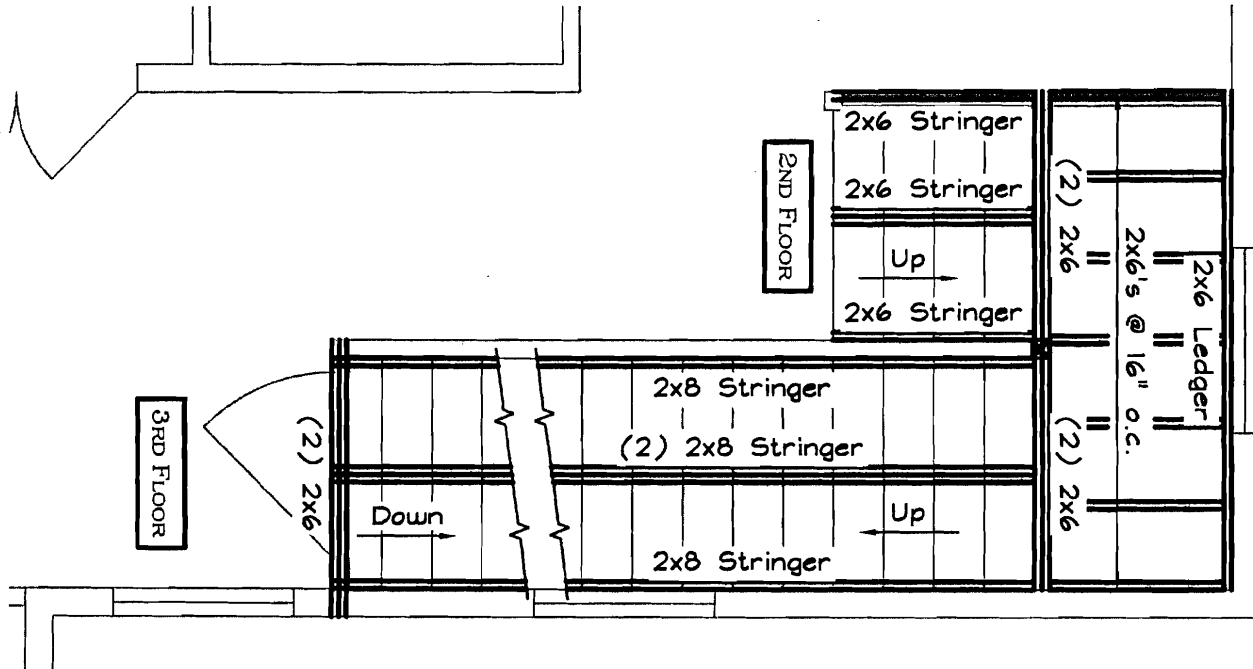 2x6 Stringer
2x6 Stringer
Up
2x6 Stringer
2ND FLOOR
(2) 2x6
2x6's @ 16" o.c.
2x6 Ledger
(2) 2x6
2x8 Stringer
(2) 2x8 Stringer
Down
Up
2x8 Stringer
(2) 2x6
3RD FLOOR